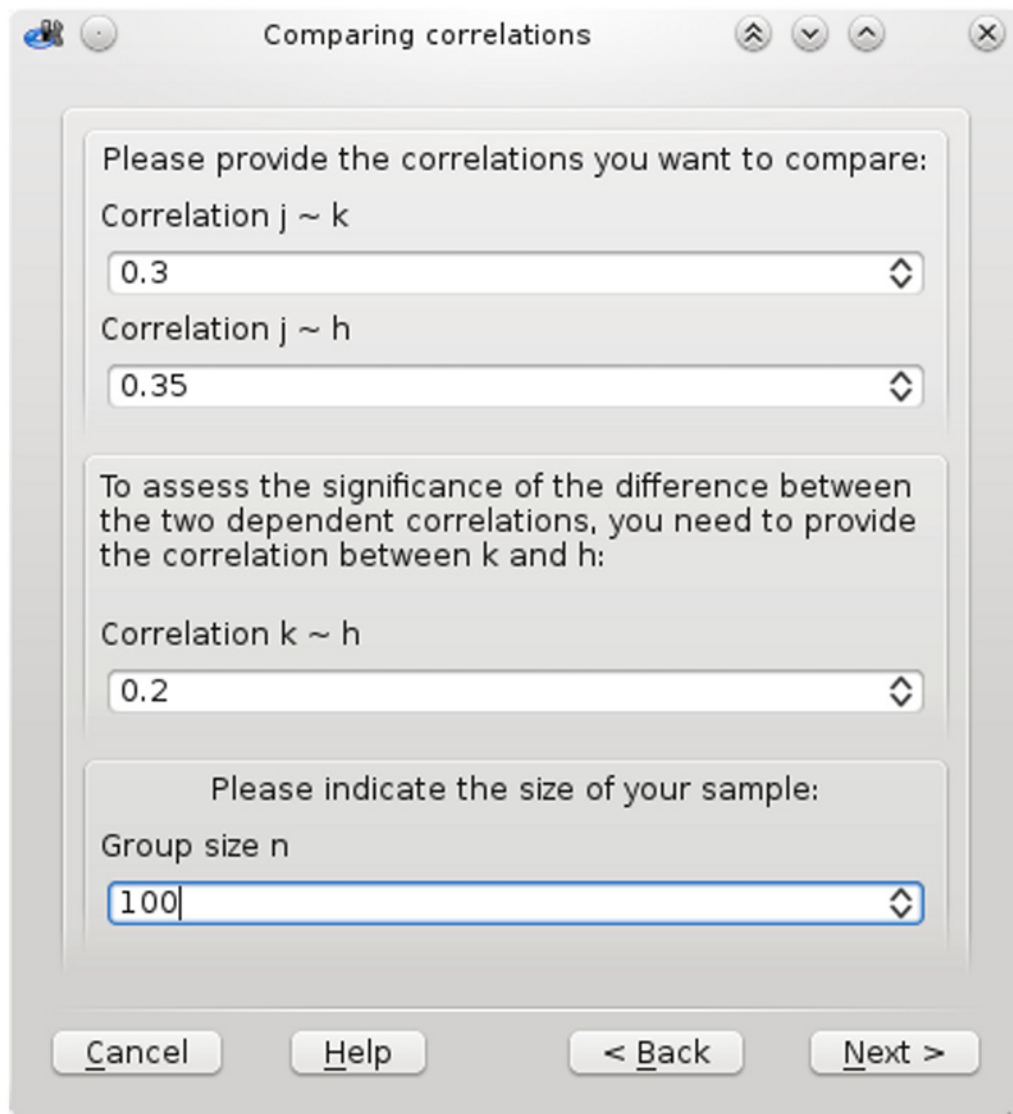 Comparing correlations
Please provide the correlations you want to compare:
Correlation j ~ k
0.3
Correlation j ~ h
0.35
To assess the significance of the difference between
the two dependent correlations, you need to provide
the correlation between k and h:
Correlation k ~ h
0.2
Please indicate the size of your sample:
Group size n
100
Cancel Help < Back Next >